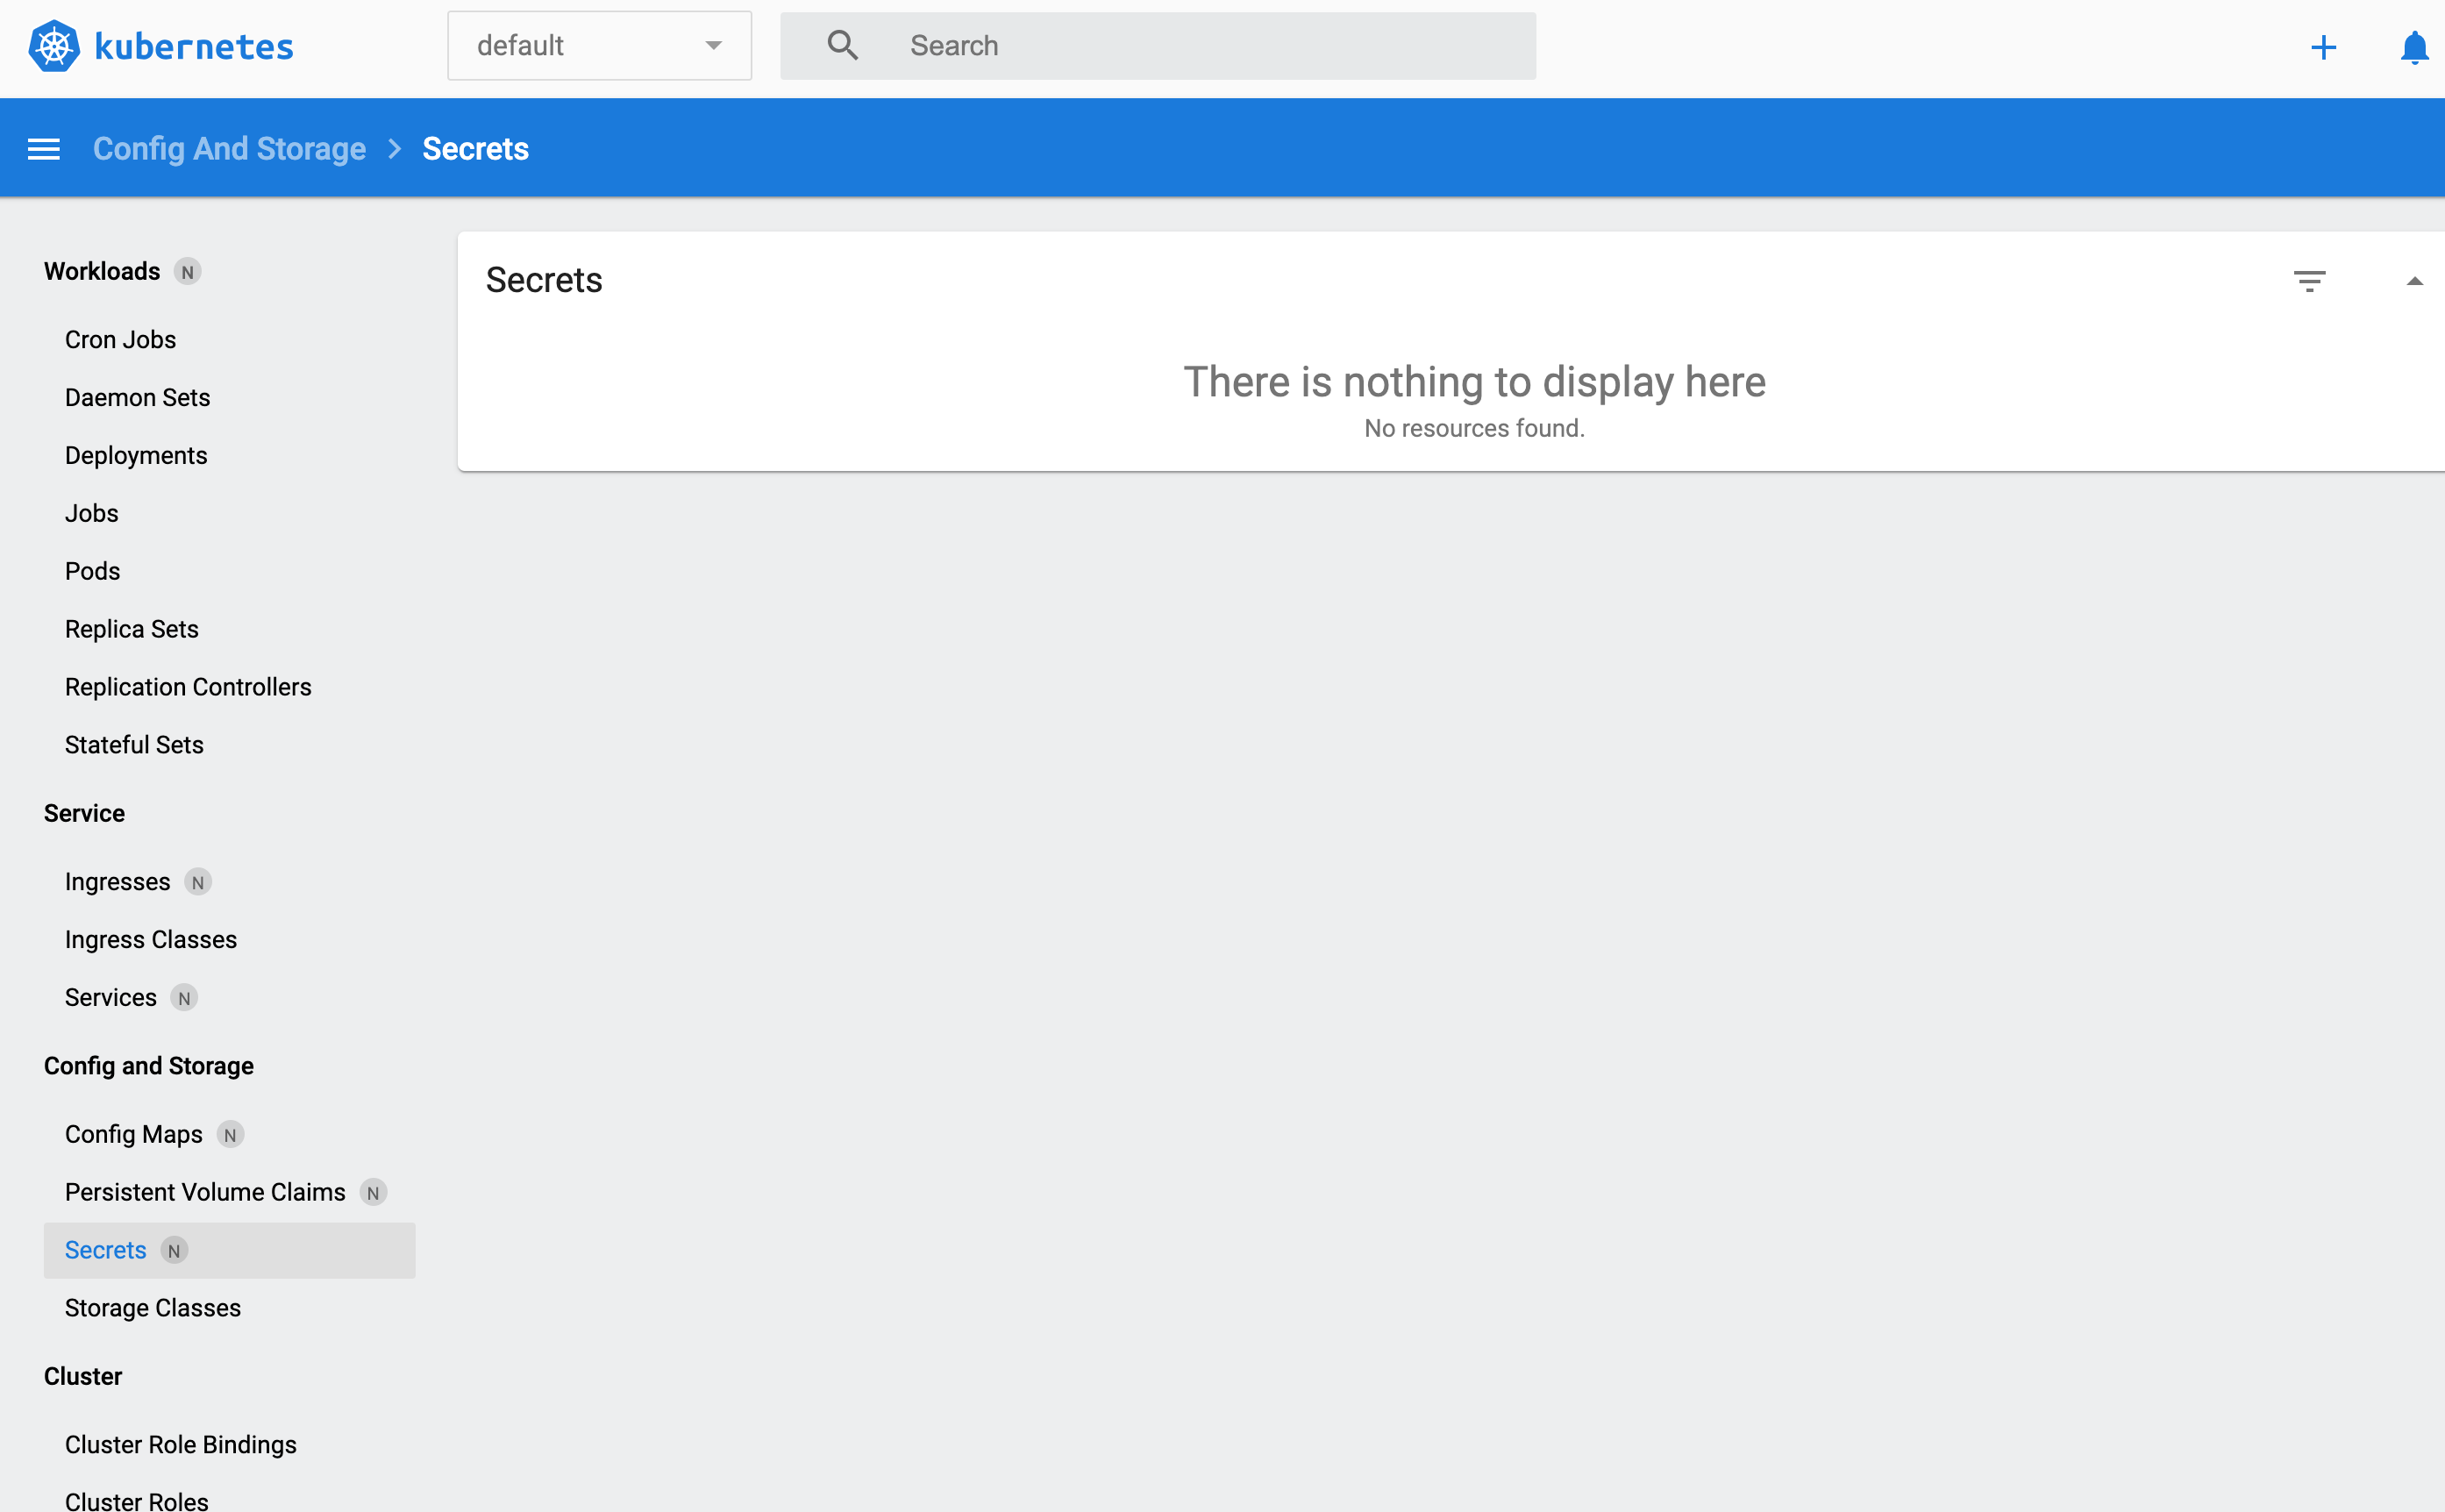 kubernetes
default
Search
Config And Storage > Secrets
Workloads N
Cron Jobs
Daemon Sets
Deployments
Jobs
Pods
Replica Sets
Replication Controllers
Stateful Sets
Service
Ingresses N
Ingress Classes
Services N
Config and Storage
Config Maps N
Persistent Volume Claims N
Secrets N
Storage Classes
Cluster
Cluster Role Bindings
Cluster Roles
Secrets
There is nothing to display here
No resources found.